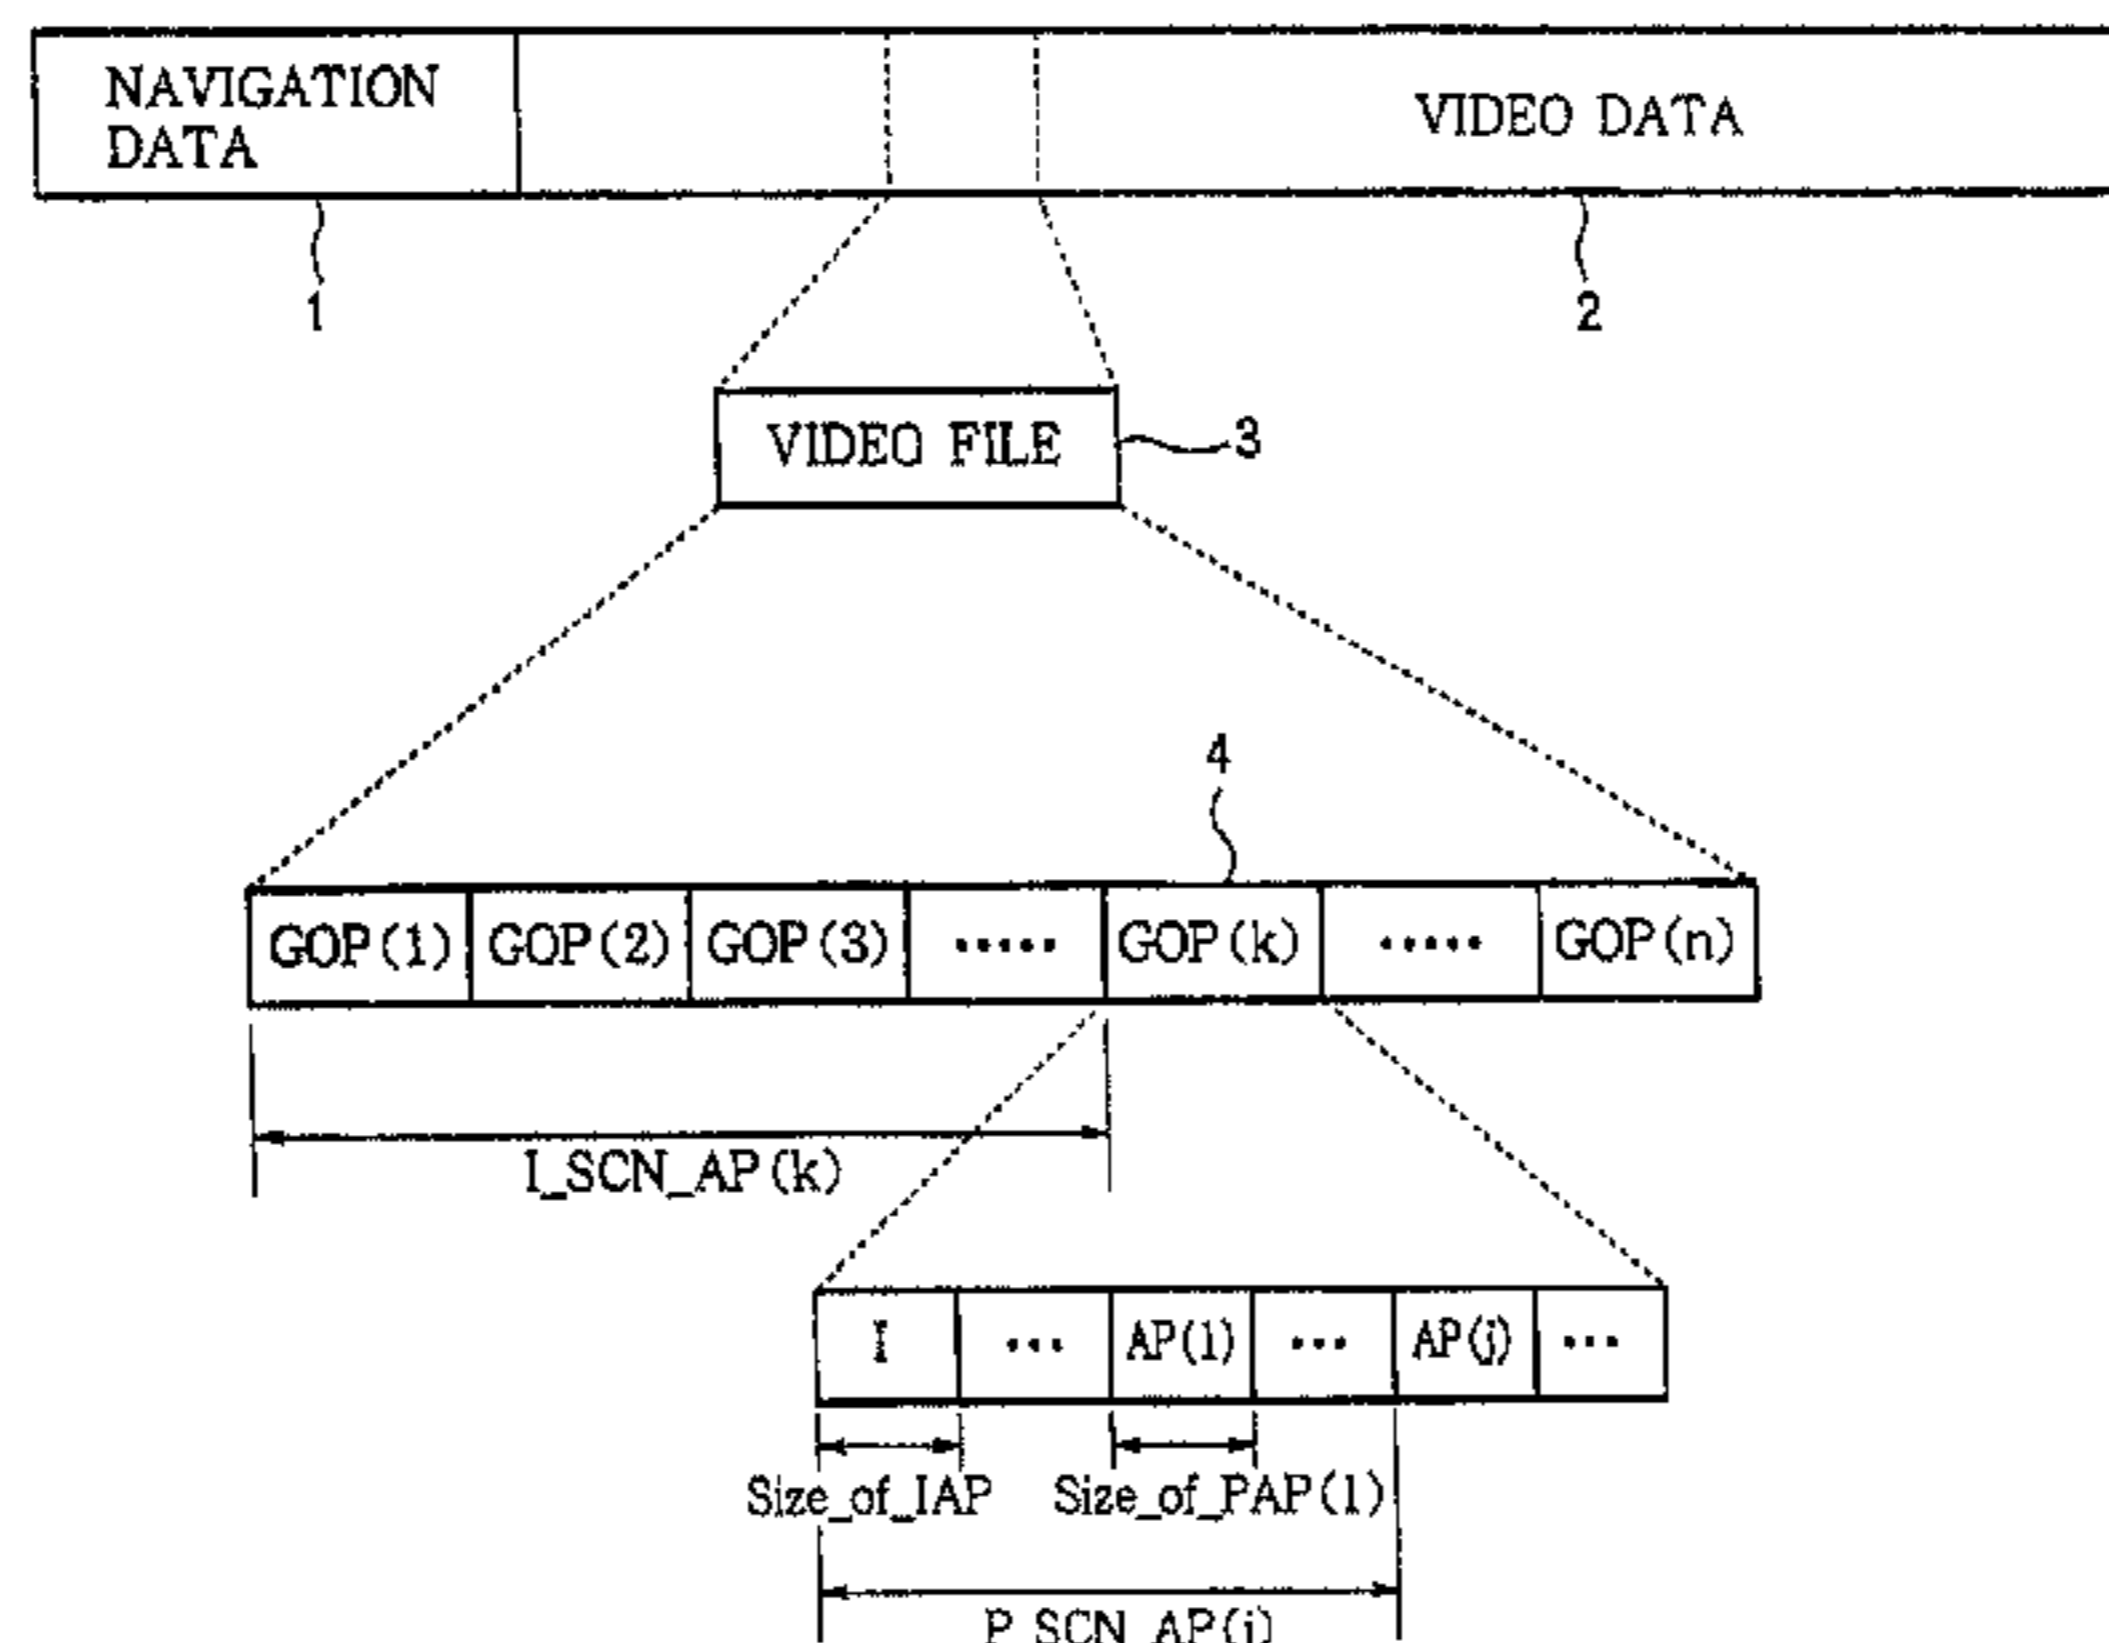 NAVIGATION
DATA
VIDEO DATA
1
2
VIDEO FILE
3
4
GOP(1) GOP(2) GOP(3) ····· GOP(k) ····· GOP(n)
I_SCN_AP(k)
I ··· AP(1) ··· AP(j) ···
Size_of_IAP Size_of_PAP(1)
P_SCN_AP(j)